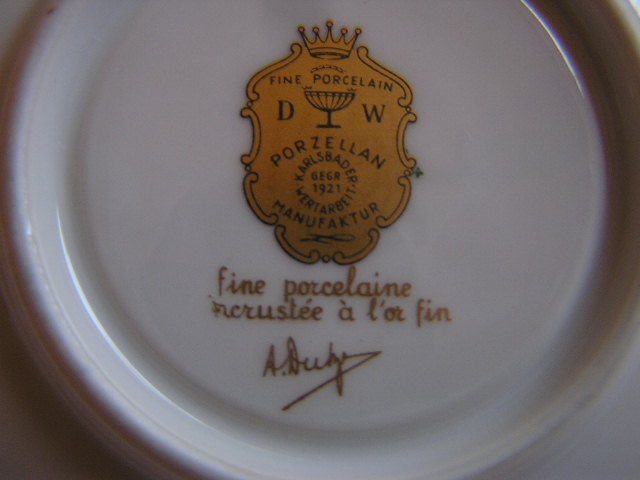 FINE PORCELAIN
D W
PORZELLAN
KARLSBADER
GEGR
1921
WERTARBEIT
MANUFAKTUR
fine porcelaine
incrustée à l'or fin